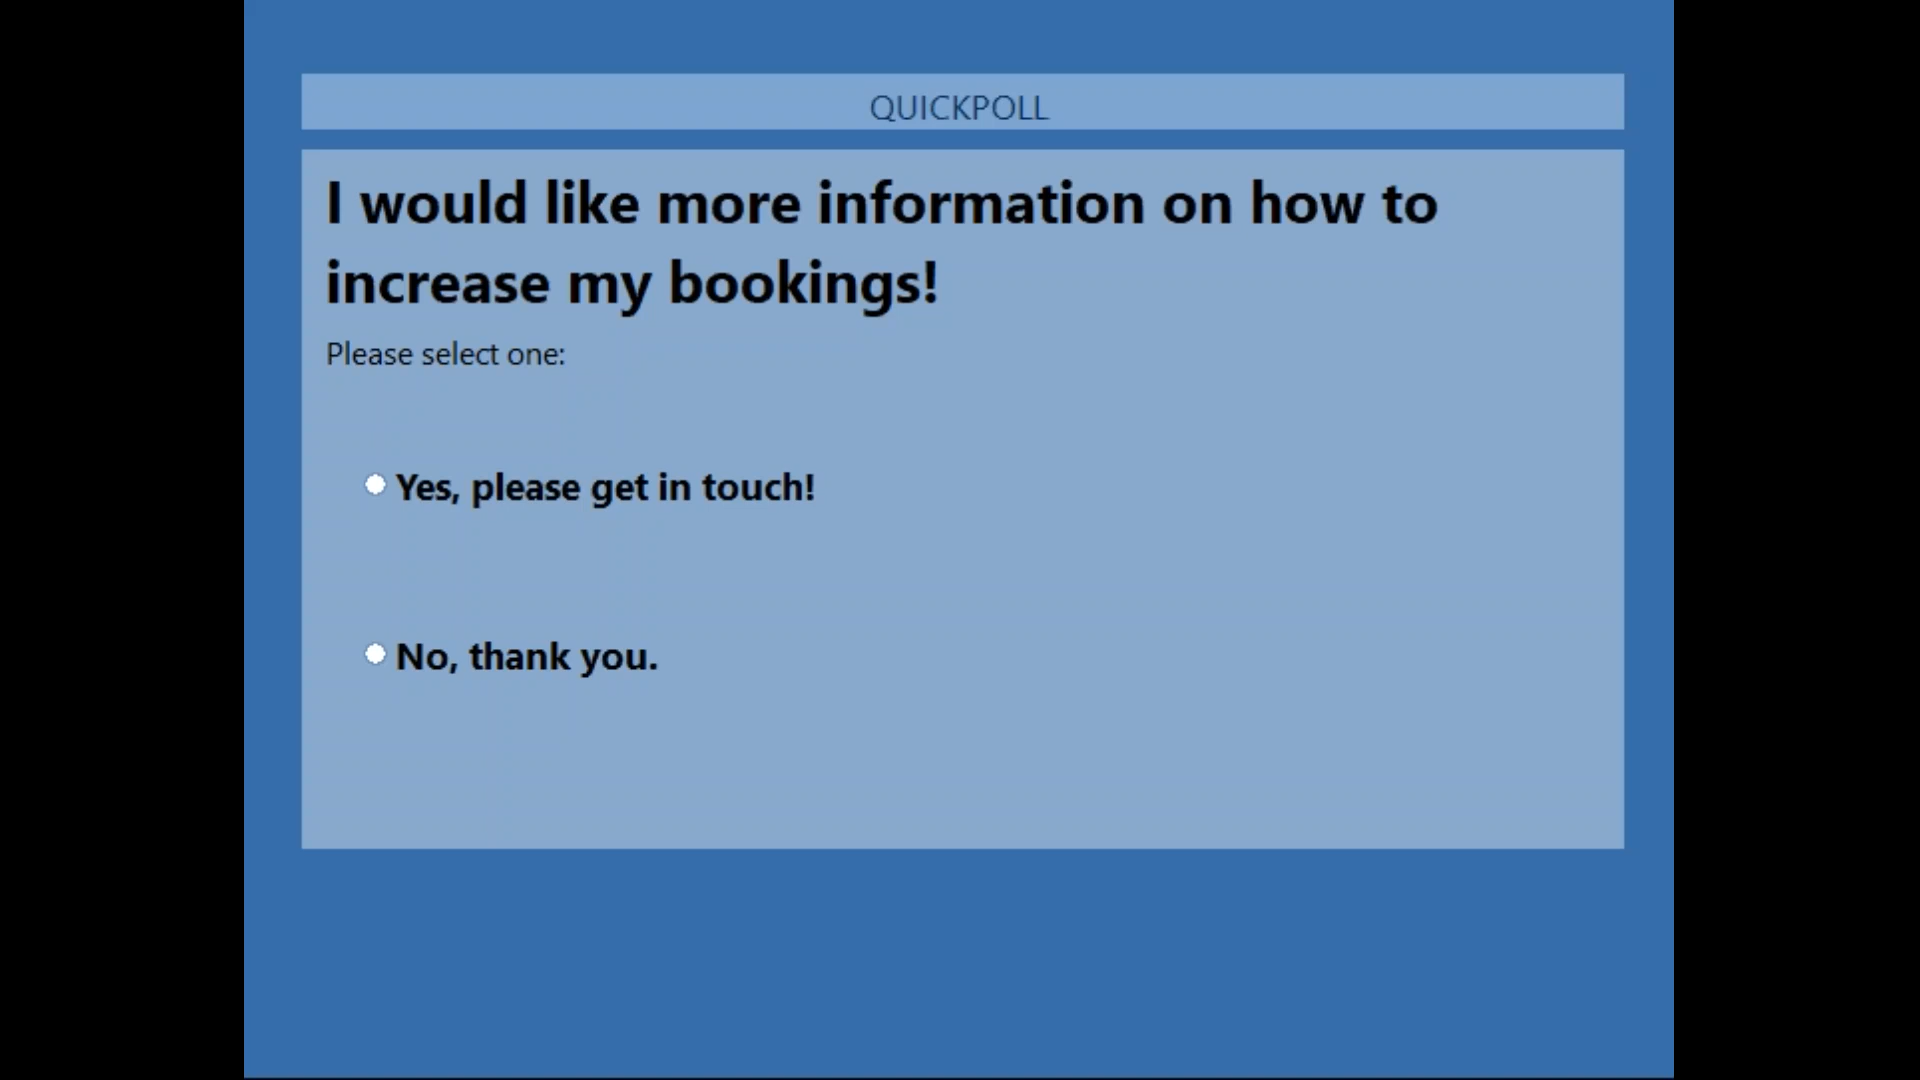 QUICKPOLL
I would like more information on how to
increase my bookings!
Please select one:
Yes, please get in touch!
No, thank you.